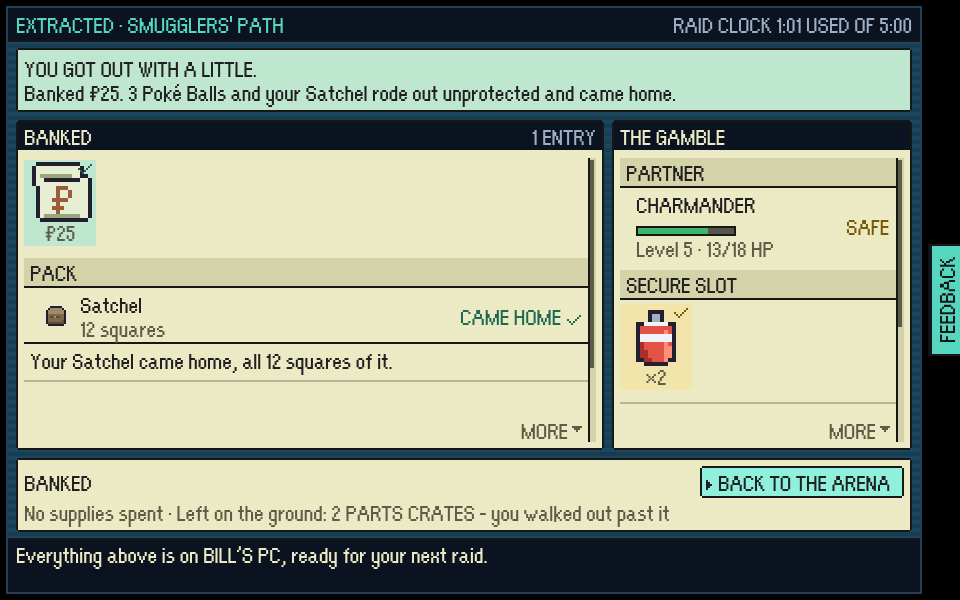 EXTRACTED · SMUGGLERS' PATH
RAID CLOCK 1:01 USED OF 5:00
YOU GOT OUT WITH A LITTLE.
Banked ₽25. 3 Poké Balls and your Satchel rode out unprotected and came home.
BANKED
1 ENTRY
₽
₽25
PACK
Satchel
12 squares
CAME HOME ✓
Your Satchel came home, all 12 squares of it.
MORE
THE GAMBLE
PARTNER
CHARMANDER
SAFE
Level 5 · 13/18 HP
SECURE SLOT
×2
MORE
BANKED
BACK TO THE ARENA
No supplies spent · Left on the ground: 2 PARTS CRATES - you walked out past it
Everything above is on BILL'S PC, ready for your next raid.
FEEDBACK